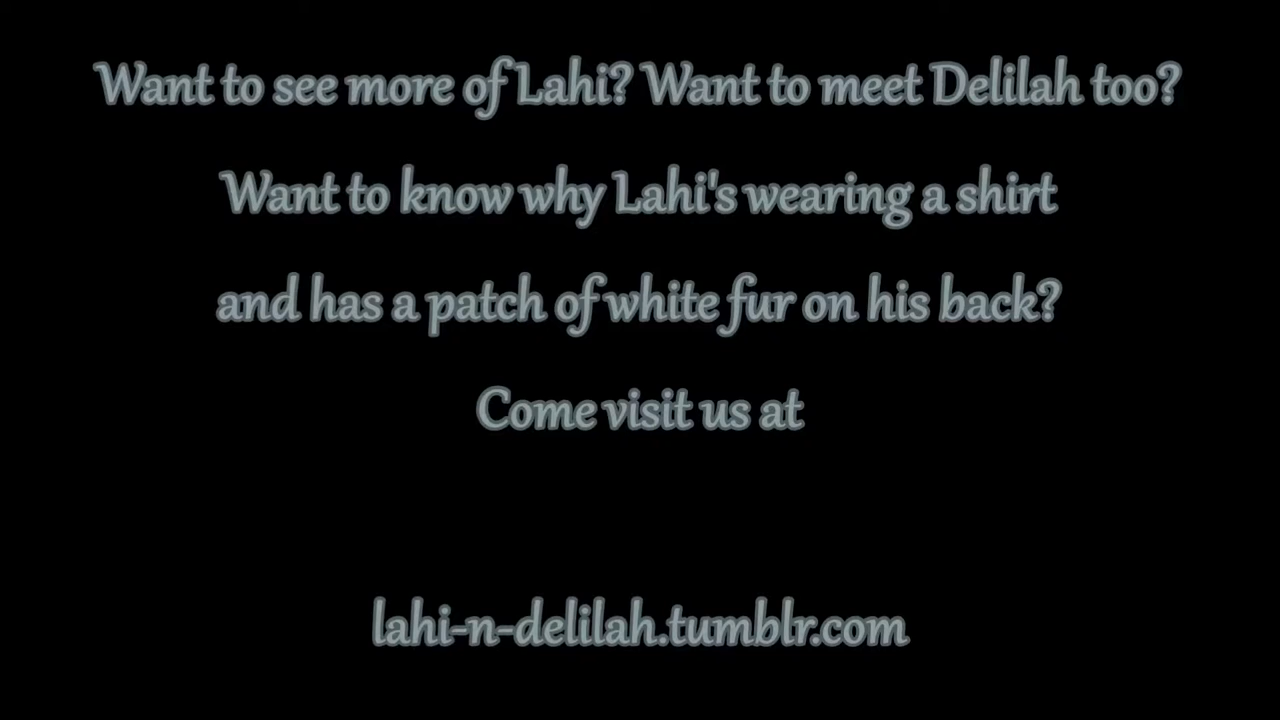 Want to see more of Lahi? Want to meet Delilah too?
Want to know why Lahi's wearing a shirt
and has a patch of white fur on his back?
Come visit us at
lahi-n-delilah.tumblr.com